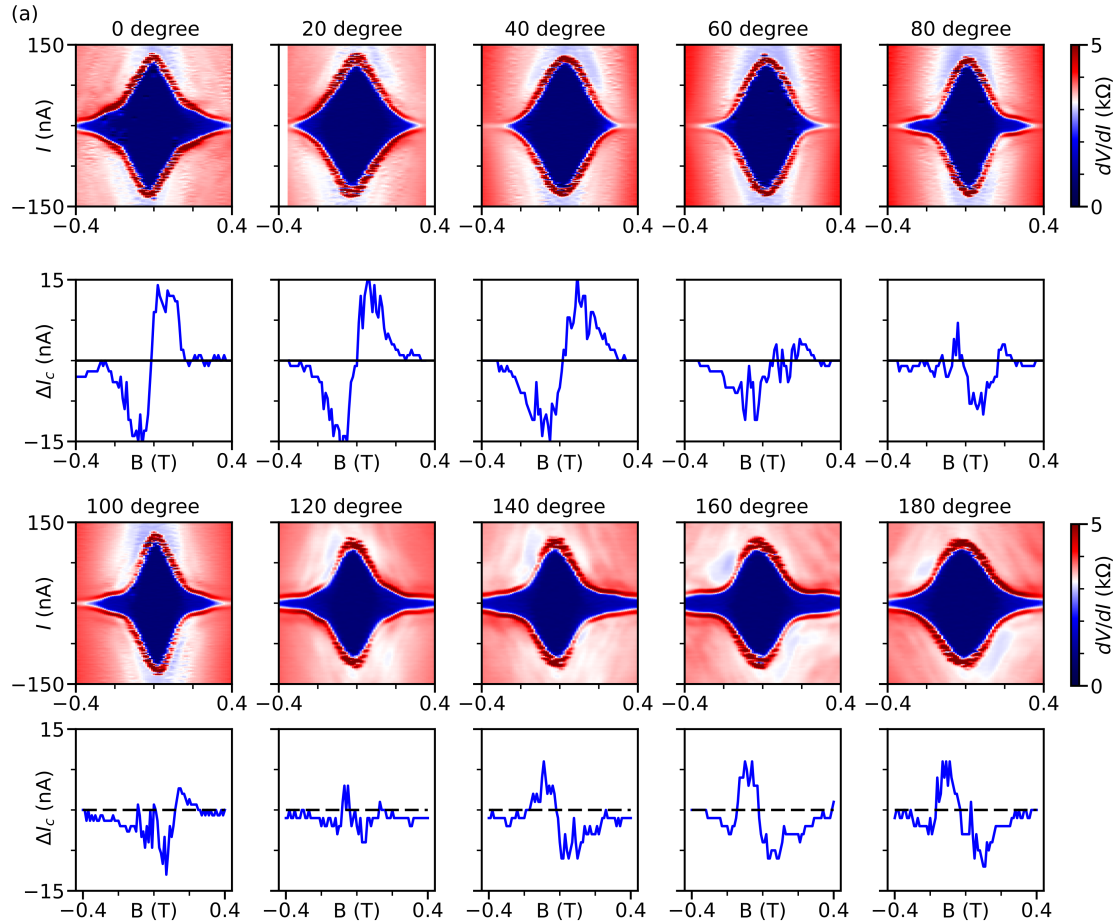 (a)
0 degree 20 degree 40 degree 60 degree 80 degree
150
I (nA)
−150
−0.4 0.4 −0.4 0.4 −0.4 0.4 −0.4 0.4 −0.4 0.4
5
dV/dI (kΩ)
0
15
ΔIc (nA)
−15
−0.4 B (T) 0.4 −0.4 B (T) 0.4 −0.4 B (T) 0.4 −0.4 B (T) 0.4 −0.4 B (T) 0.4
100 degree 120 degree 140 degree 160 degree 180 degree
150
I (nA)
−150
−0.4 0.4 −0.4 0.4 −0.4 0.4 −0.4 0.4 −0.4 0.4
5
dV/dI (kΩ)
0
15
ΔIc (nA)
−15
−0.4 B (T) 0.4 −0.4 B (T) 0.4 −0.4 B (T) 0.4 −0.4 B (T) 0.4 −0.4 B (T) 0.4